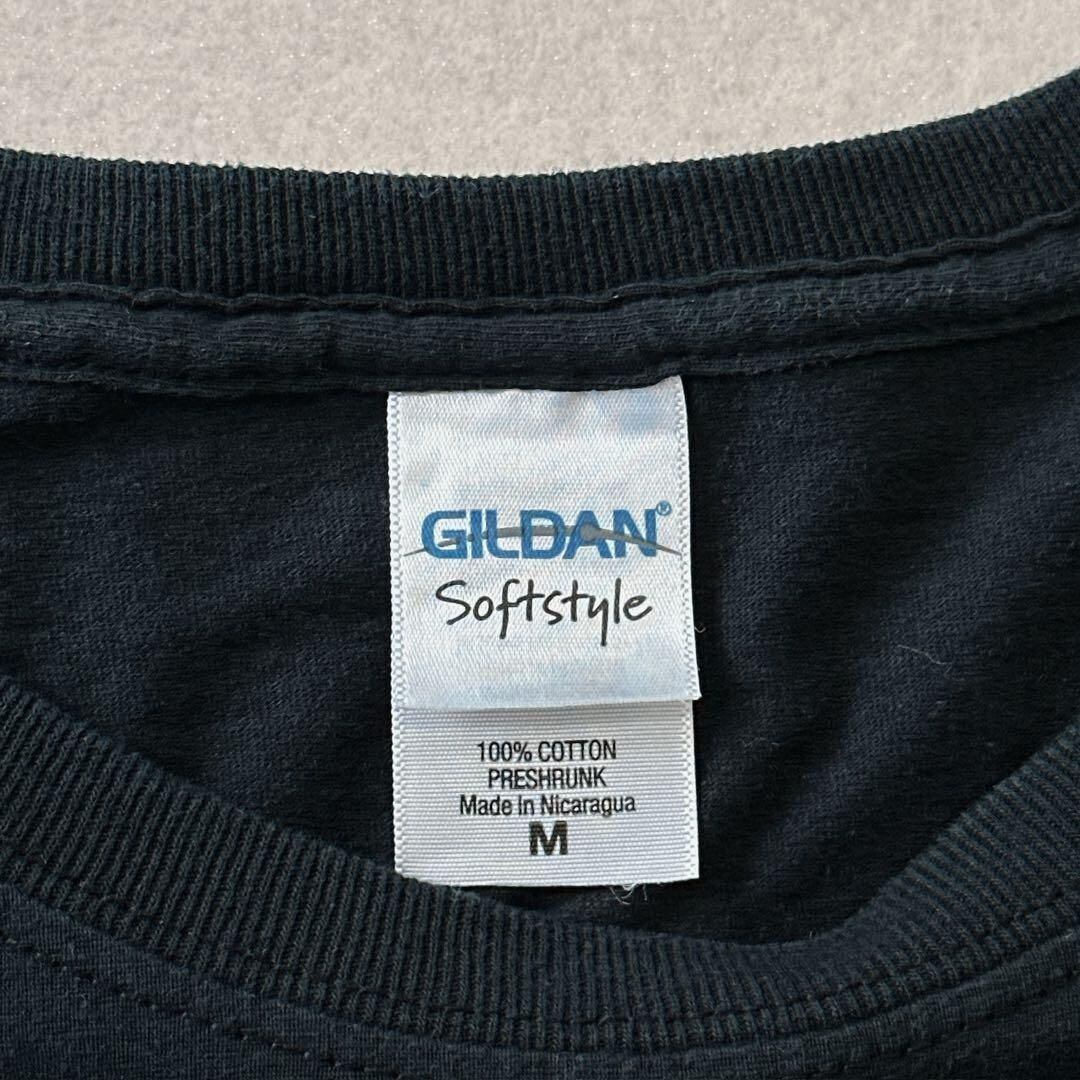 GILDAN®
Softstyle
100% COTTON
PRESHRUNK
Made in Nicaragua
M